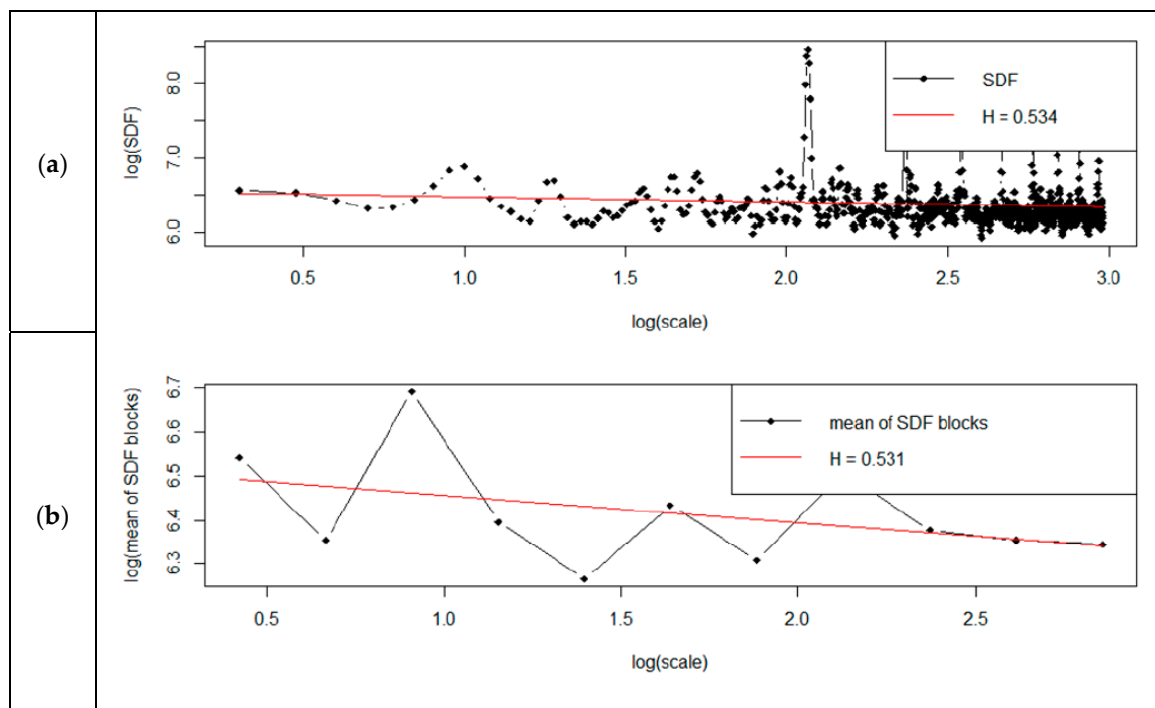 (a)
log(SDF)
8.0
7.0
6.0
SDF
H = 0.534
0.5 1.0 1.5 2.0 2.5 3.0
log(scale)
(b)
log(mean of SDF blocks)
6.7
6.6
6.5
6.4
6.3
mean of SDF blocks
H = 0.531
0.5 1.0 1.5 2.0 2.5
log(scale)